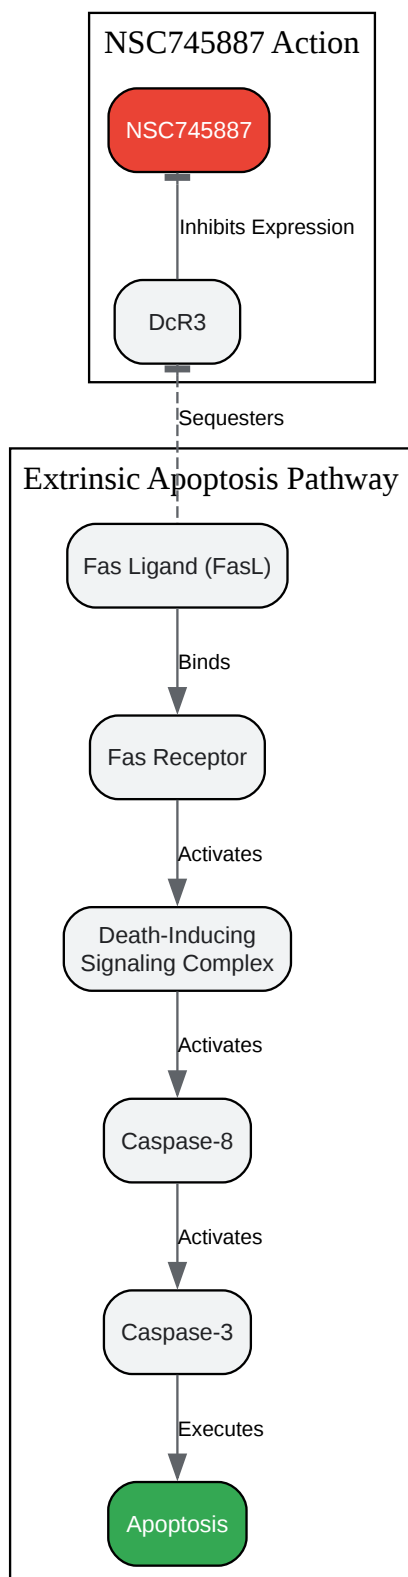 NSC745887 Action
NSC745887
Inhibits Expression
DcR3
Sequesters
Extrinsic Apoptosis Pathway
Fas Ligand (FasL)
Binds
Fas Receptor
Activates
Death-Inducing
Signaling Complex
Activates
Caspase-8
Activates
Caspase-3
Executes
Apoptosis